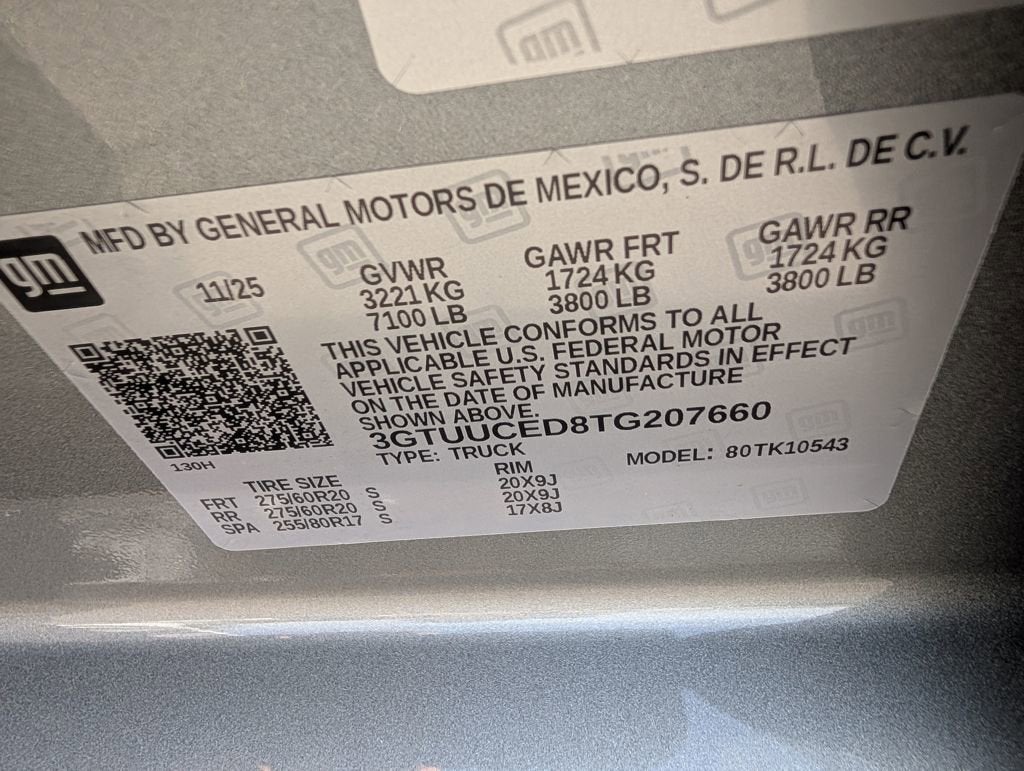 gm
MFD BY GENERAL MOTORS DE MEXICO, S. DE R.L. DE C.V.
gm
11/25 GVWR GAWR FRT GAWR RR
3221 KG 1724 KG 1724 KG
7100 LB 3800 LB 3800 LB
THIS VEHICLE CONFORMS TO ALL
APPLICABLE U.S. FEDERAL MOTOR
VEHICLE SAFETY STANDARDS IN EFFECT
ON THE DATE OF MANUFACTURE
SHOWN ABOVE.
3GTUUCED8TG207660
TYPE: TRUCK MODEL: 80TK10543
130H
TIRE SIZE RIM
FRT 275/60R20 S 20X9J
RR 275/60R20 S 20X9J
SPA 255/80R17 S 17X8J